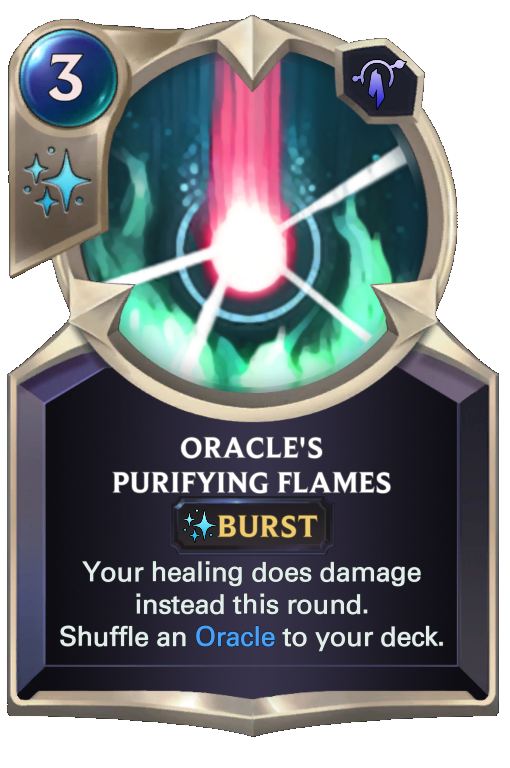 3
ORACLE'S
PURIFYING FLAMES
BURST
Your healing does damage
instead this round.
Shuffle an Oracle to your deck.